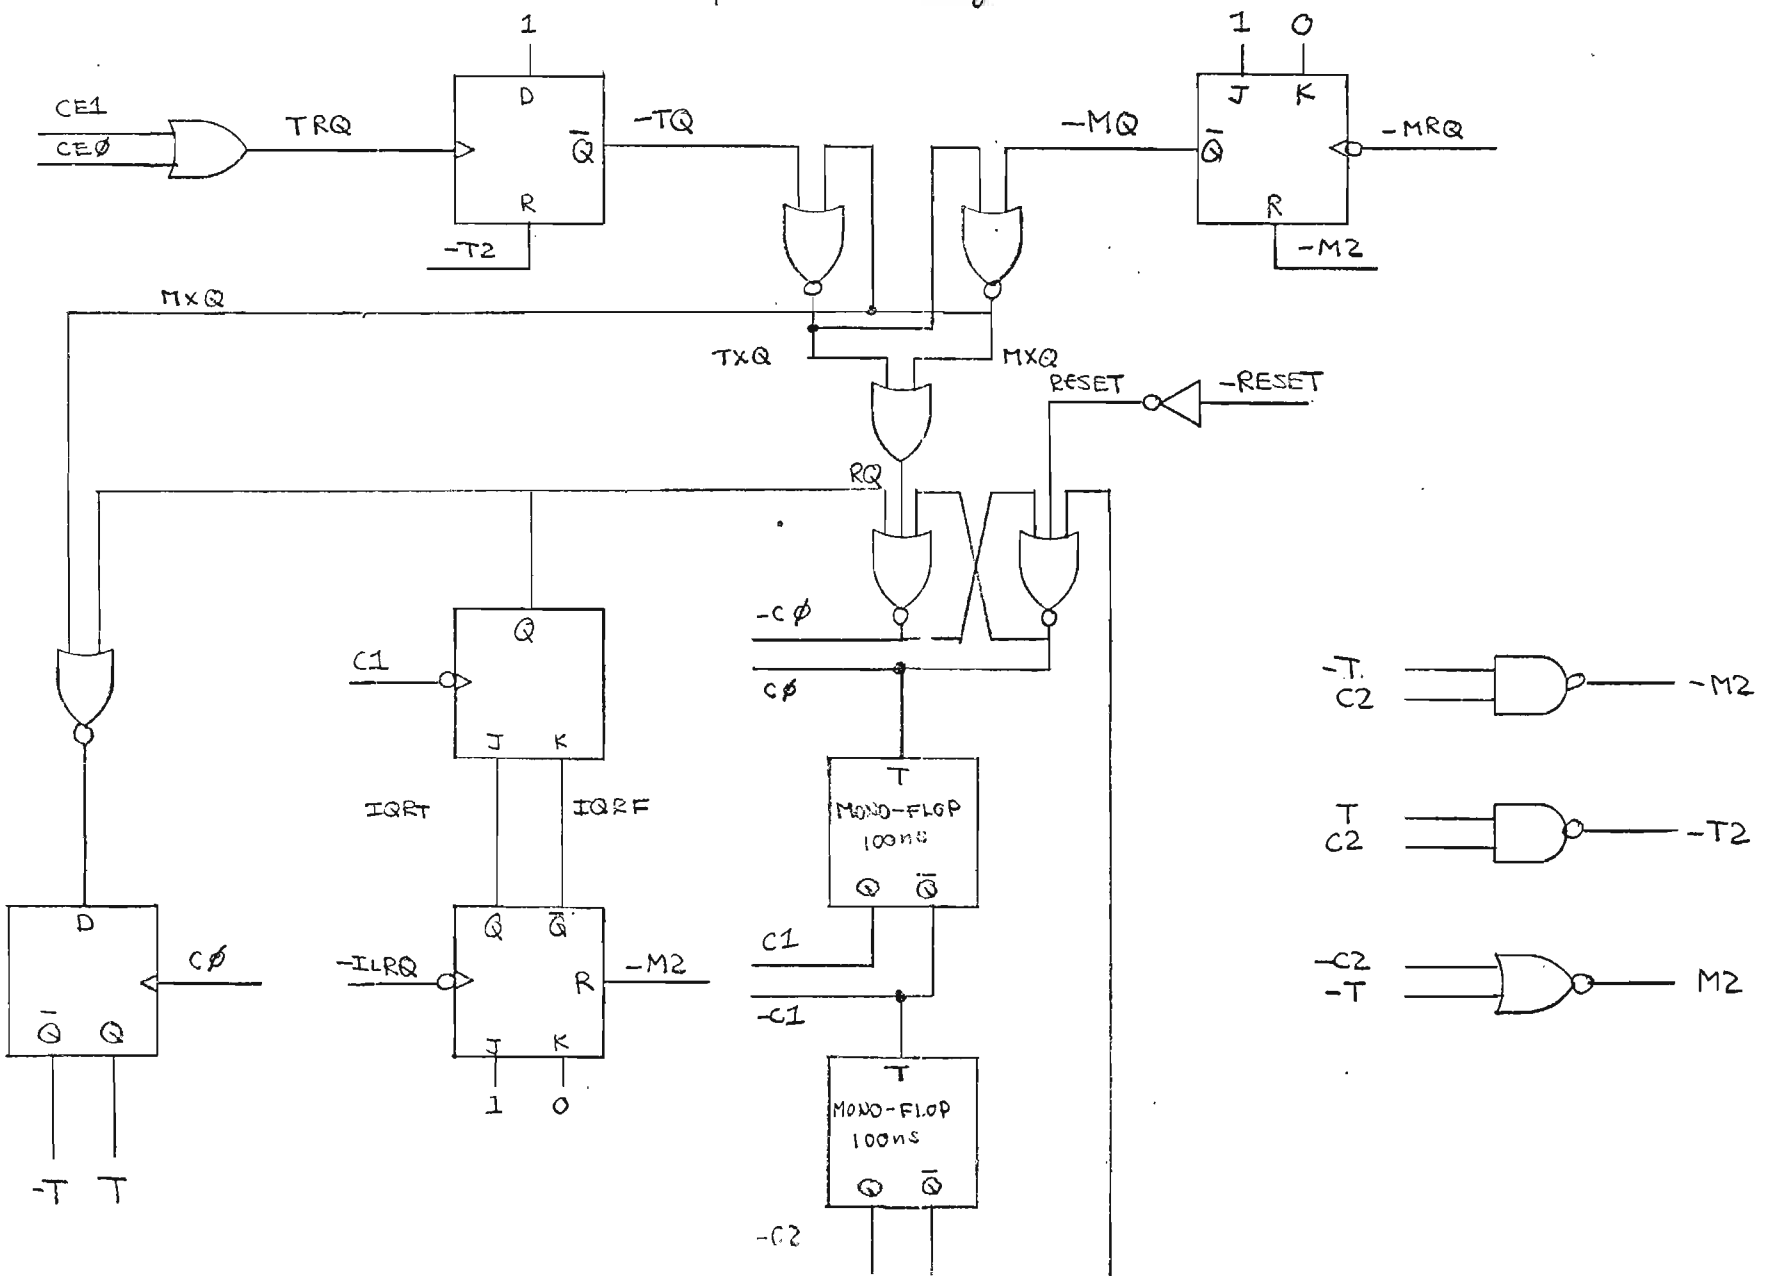 1
1 0
CE1
CEØ
TRQ
D
Q̅
R
-TQ
-T2
-MQ
J K
Q̅
R
-MRQ
-M2
MXQ
TXQ
MXQ
RESET
-RESET
RQ
-CØ
CØ
C1
Q
J K
IQRT
IQRF
Q Q̅
-ILRQ
R
-M2
J K
1 0
D
CØ
Q̅ Q
-T T
T
MONO-FLOP
100ns
Q Q̅
C1
-C1
T
MONO-FLOP
100ns
Q Q̅
-C2
-T
C2
-M2
T
C2
-T2
-C2
-T
M2